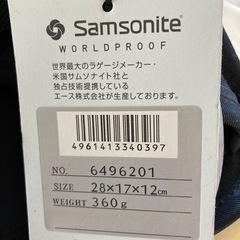 Samsonite
WORLDPROOF
世界最大のラゲージメーカー・
米国サムソナイト社と
独占技術提携している
エース株式会社が生産しております。
4961413340397
NO. 6496201
SIZE 28×17×12cm
WEIGHT 360g